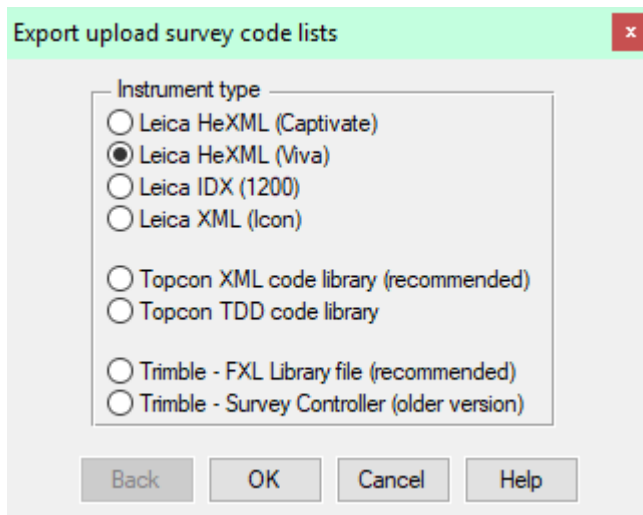 Export upload survey code lists
x
Instrument type
Leica HeXML (Captivate)
Leica HeXML (Viva)
Leica IDX (1200)
Leica XML (Icon)
Topcon XML code library (recommended)
Topcon TDD code library
Trimble - FXL Library file (recommended)
Trimble - Survey Controller (older version)
Back OK Cancel Help